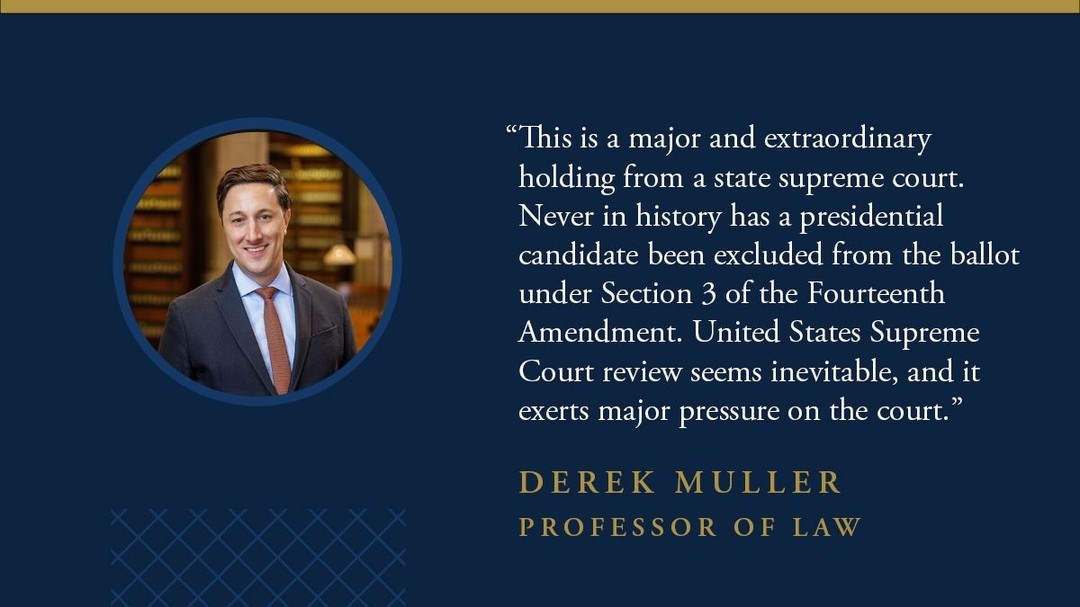 “This is a major and extraordinary
holding from a state supreme court.
Never in history has a presidential
candidate been excluded from the ballot
under Section 3 of the Fourteenth
Amendment. United States Supreme
Court review seems inevitable, and it
exerts major pressure on the court.”
DEREK MULLER
PROFESSOR OF LAW